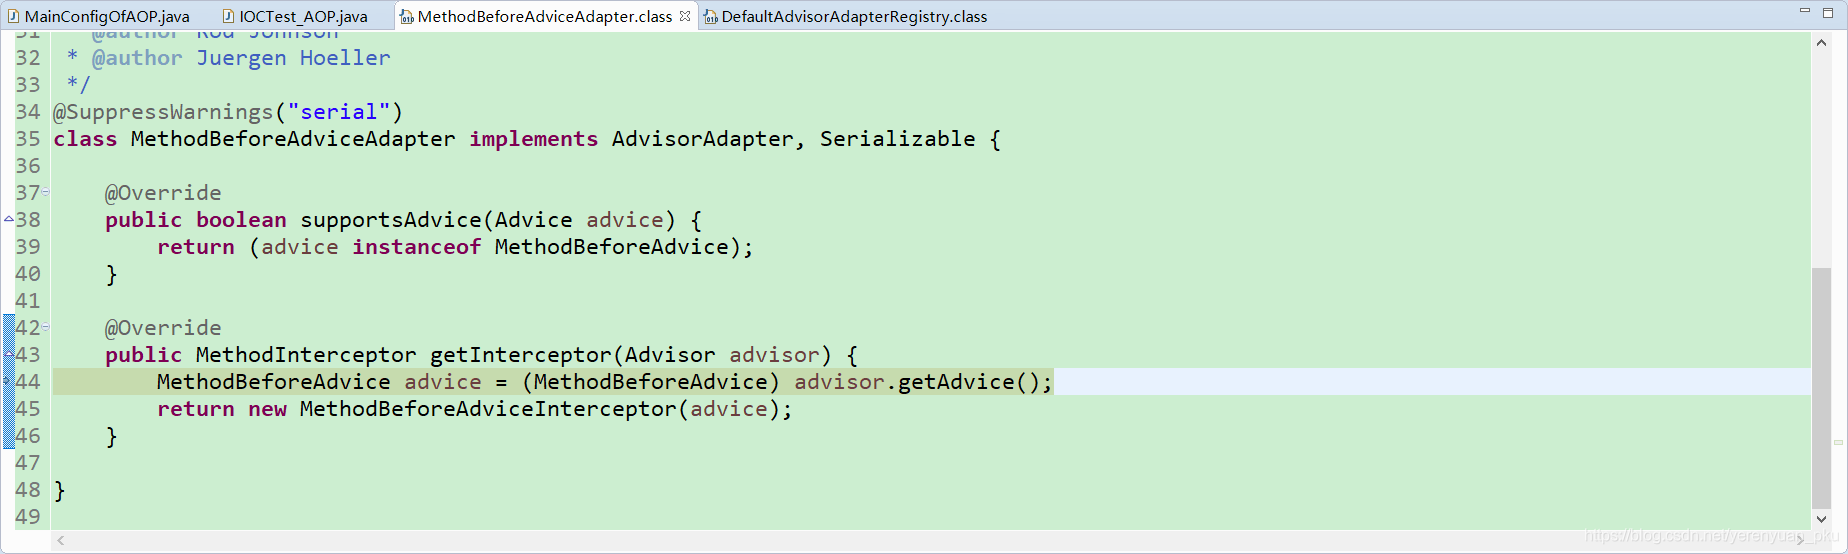 MainConfigOfAOP.java IOCTest_AOP.java MethodBeforeAdviceAdapter.class DefaultAdvisorAdapterRegistry.class
31 * @author Rod Johnson
32 * @author Juergen Hoeller
33 */
34 @SuppressWarnings("serial")
35 class MethodBeforeAdviceAdapter implements AdvisorAdapter, Serializable {
36
37 @Override
38 public boolean supportsAdvice(Advice advice) {
39 return (advice instanceof MethodBeforeAdvice);
40 }
41
42 @Override
43 public MethodInterceptor getInterceptor(Advisor advisor) {
44 MethodBeforeAdvice advice = (MethodBeforeAdvice) advisor.getAdvice();
45 return new MethodBeforeAdviceInterceptor(advice);
46 }
47
48 }
49
https://blog.csdn.net/yerenyuan_pku